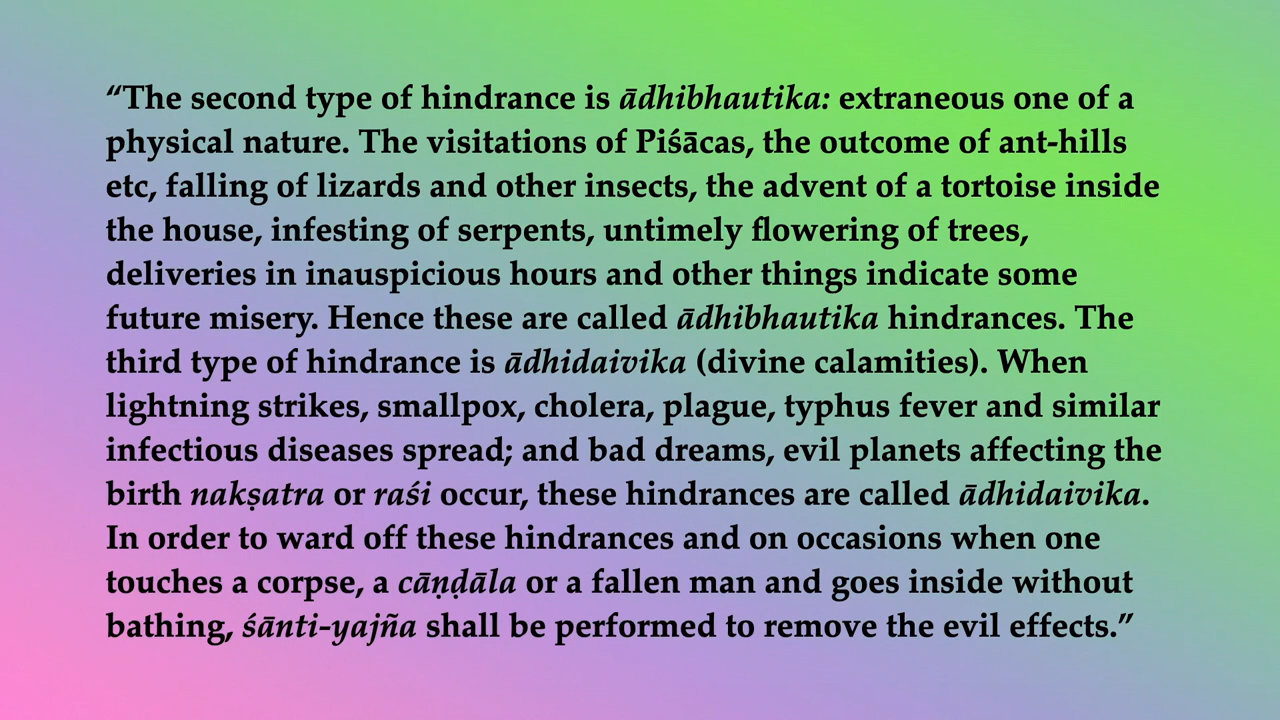 “The second type of hindrance is ādhibhautika: extraneous one of a
physical nature. The visitations of Piśācas, the outcome of ant-hills
etc, falling of lizards and other insects, the advent of a tortoise inside
the house, infesting of serpents, untimely flowering of trees,
deliveries in inauspicious hours and other things indicate some
future misery. Hence these are called ādhibhautika hindrances. The
third type of hindrance is ādhidaivika (divine calamities). When
lightning strikes, smallpox, cholera, plague, typhus fever and similar
infectious diseases spread; and bad dreams, evil planets affecting the
birth nakṣatra or raśi occur, these hindrances are called ādhidaivika.
In order to ward off these hindrances and on occasions when one
touches a corpse, a cāṇḍāla or a fallen man and goes inside without
bathing, śānti-yajña shall be performed to remove the evil effects.”